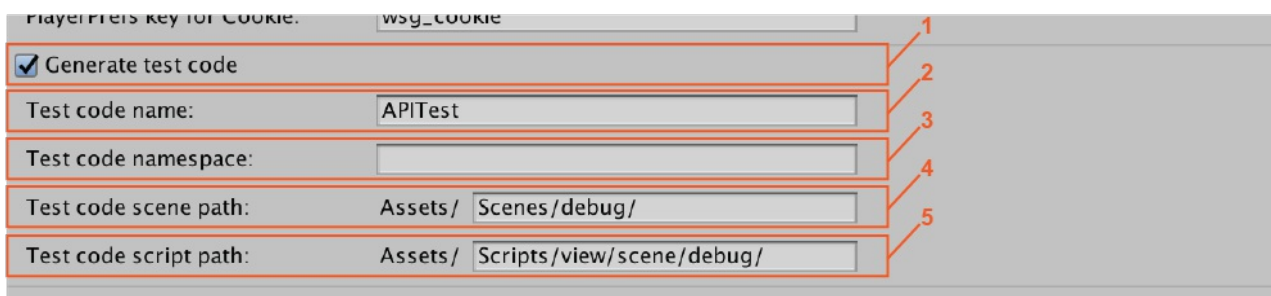 PlayerPrefs key for Cookie: wsg_cookie
1
Generate test code
2
Test code name: APITest
3
Test code namespace:
4
Test code scene path: Assets/ Scenes/debug/
5
Test code script path: Assets/ Scripts/view/scene/debug/